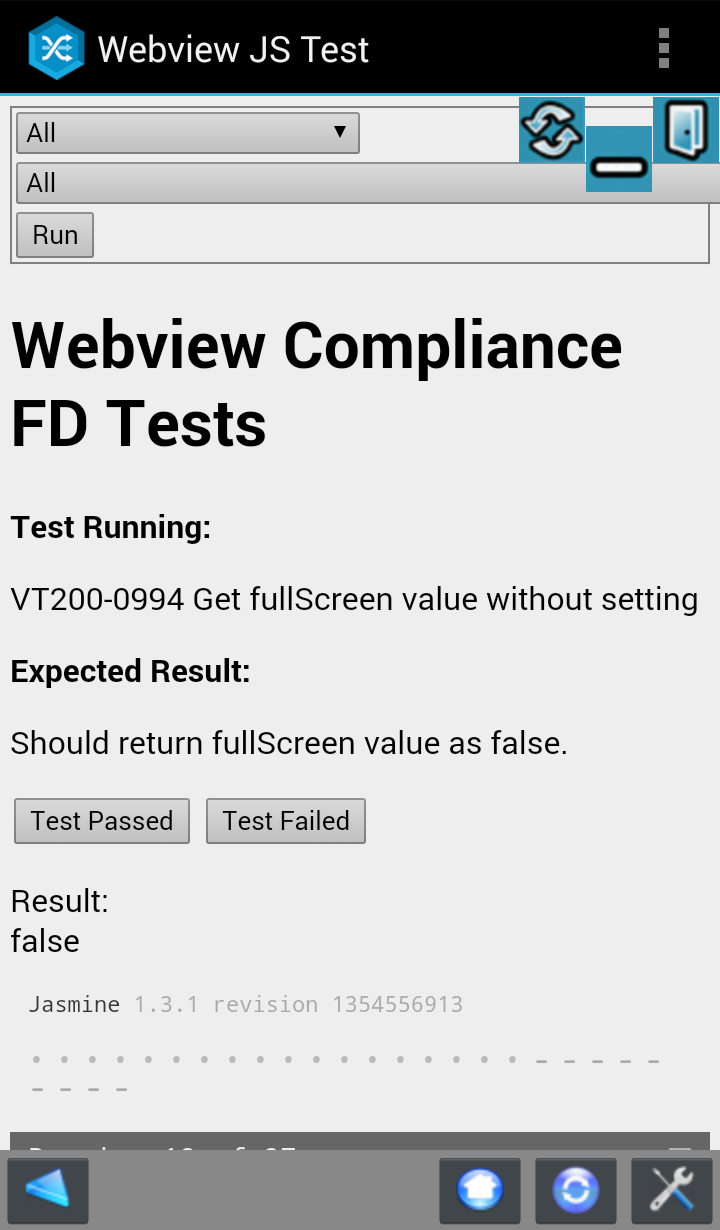 Webview JS Test
All
All
Run
Webview Compliance
FD Tests
Test Running:
VT200-0994 Get fullScreen value without setting
Expected Result:
Should return fullScreen value as false.
Test Passed Test Failed
Result:
false
Jasmine 1.3.1 revision 1354556913